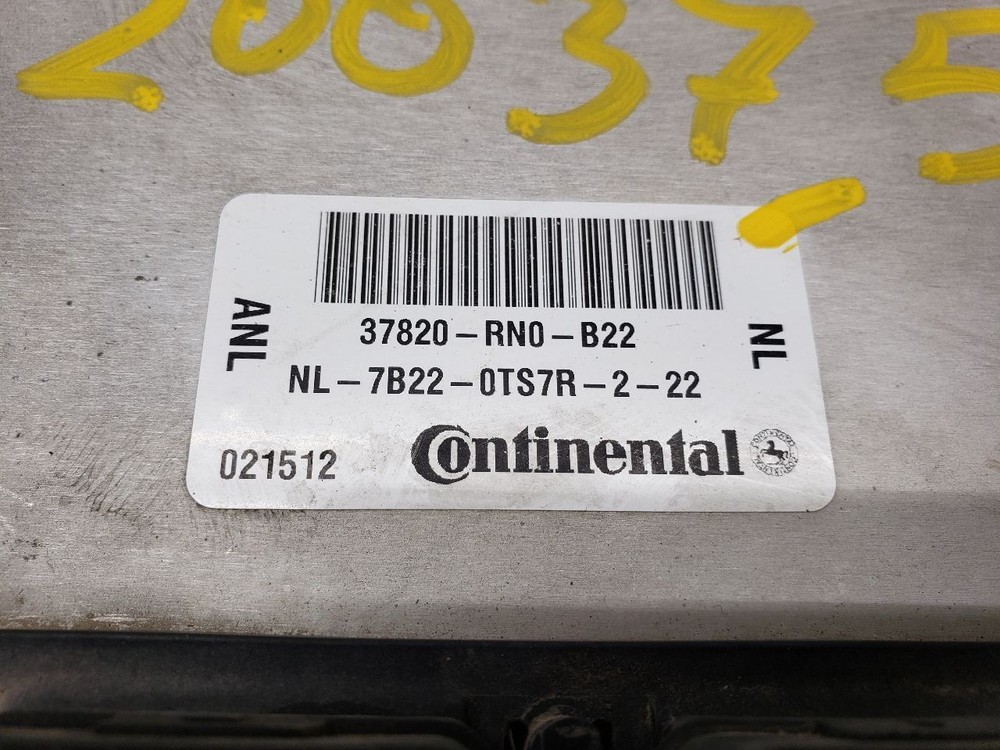 200375
37820-RN0-B22
ANL
NL
NL-7B22-0TS7R-2-22
021512
Continental